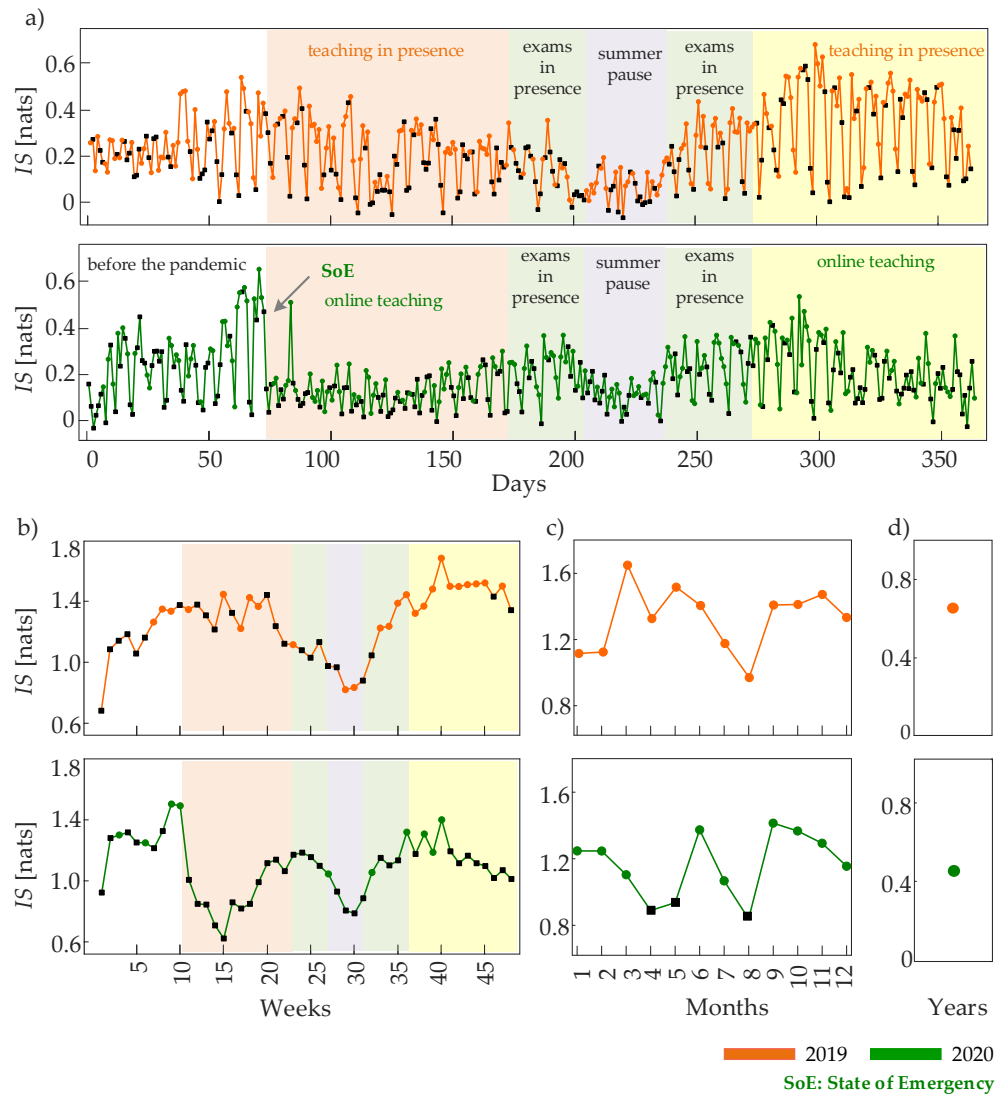 a)
teaching in presence
exams
in
presence
summer
pause
exams
in
presence
teaching in presence
IS [nats]
0.6
0.4
0.2
0
before the pandemic
SoE
online teaching
exams
in
presence
summer
pause
exams
in
presence
online teaching
IS [nats]
0.6
0.4
0.2
0
0 50 100 150 200 250 300 350
Days
b)
c)
d)
IS [nats]
1.8
1.4
1.0
0.6
1.6
1.2
0.8
0.8
0.4
0
IS [nats]
1.8
1.4
1.0
0.6
1.6
1.2
0.8
0.8
0.4
0
5 10 15 20 25 30 35 40 45
1 2 3 4 5 6 7 8 9 10 11 12
Weeks
Months
Years
2019 2020
SoE: State of Emergency